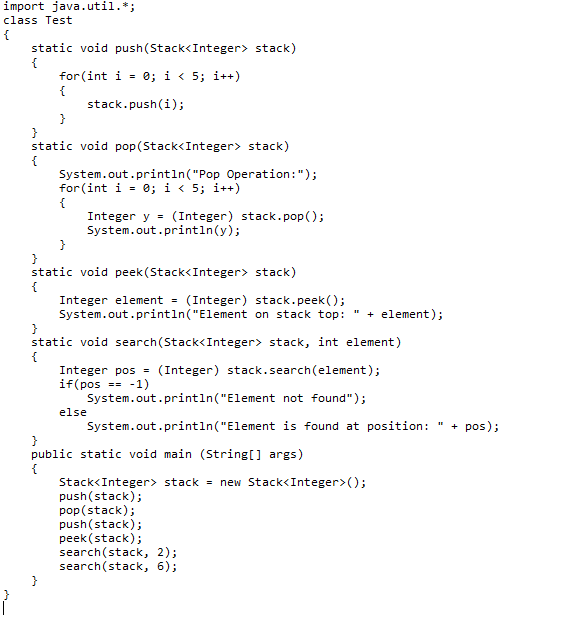 import java.util.*;
class Test
{
    static void push(Stack<Integer> stack)
    {
        for(int i = 0; i < 5; i++)
        {
            stack.push(i);
        }
    }
    static void pop(Stack<Integer> stack)
    {
        System.out.println("Pop Operation:");
        for(int i = 0; i < 5; i++)
        {
            Integer y = (Integer) stack.pop();
            System.out.println(y);
        }
    }
    static void peek(Stack<Integer> stack)
    {
        Integer element = (Integer) stack.peek();
        System.out.println("Element on stack top: " + element);
    }
    static void search(Stack<Integer> stack, int element)
    {
        Integer pos = (Integer) stack.search(element);
        if(pos == -1)
            System.out.println("Element not found");
        else
            System.out.println("Element is found at position: " + pos);
    }
    public static void main (String[] args)
    {
        Stack<Integer> stack = new Stack<Integer>();
        push(stack);
        pop(stack);
        push(stack);
        peek(stack);
        search(stack, 2);
        search(stack, 6);
    }
}